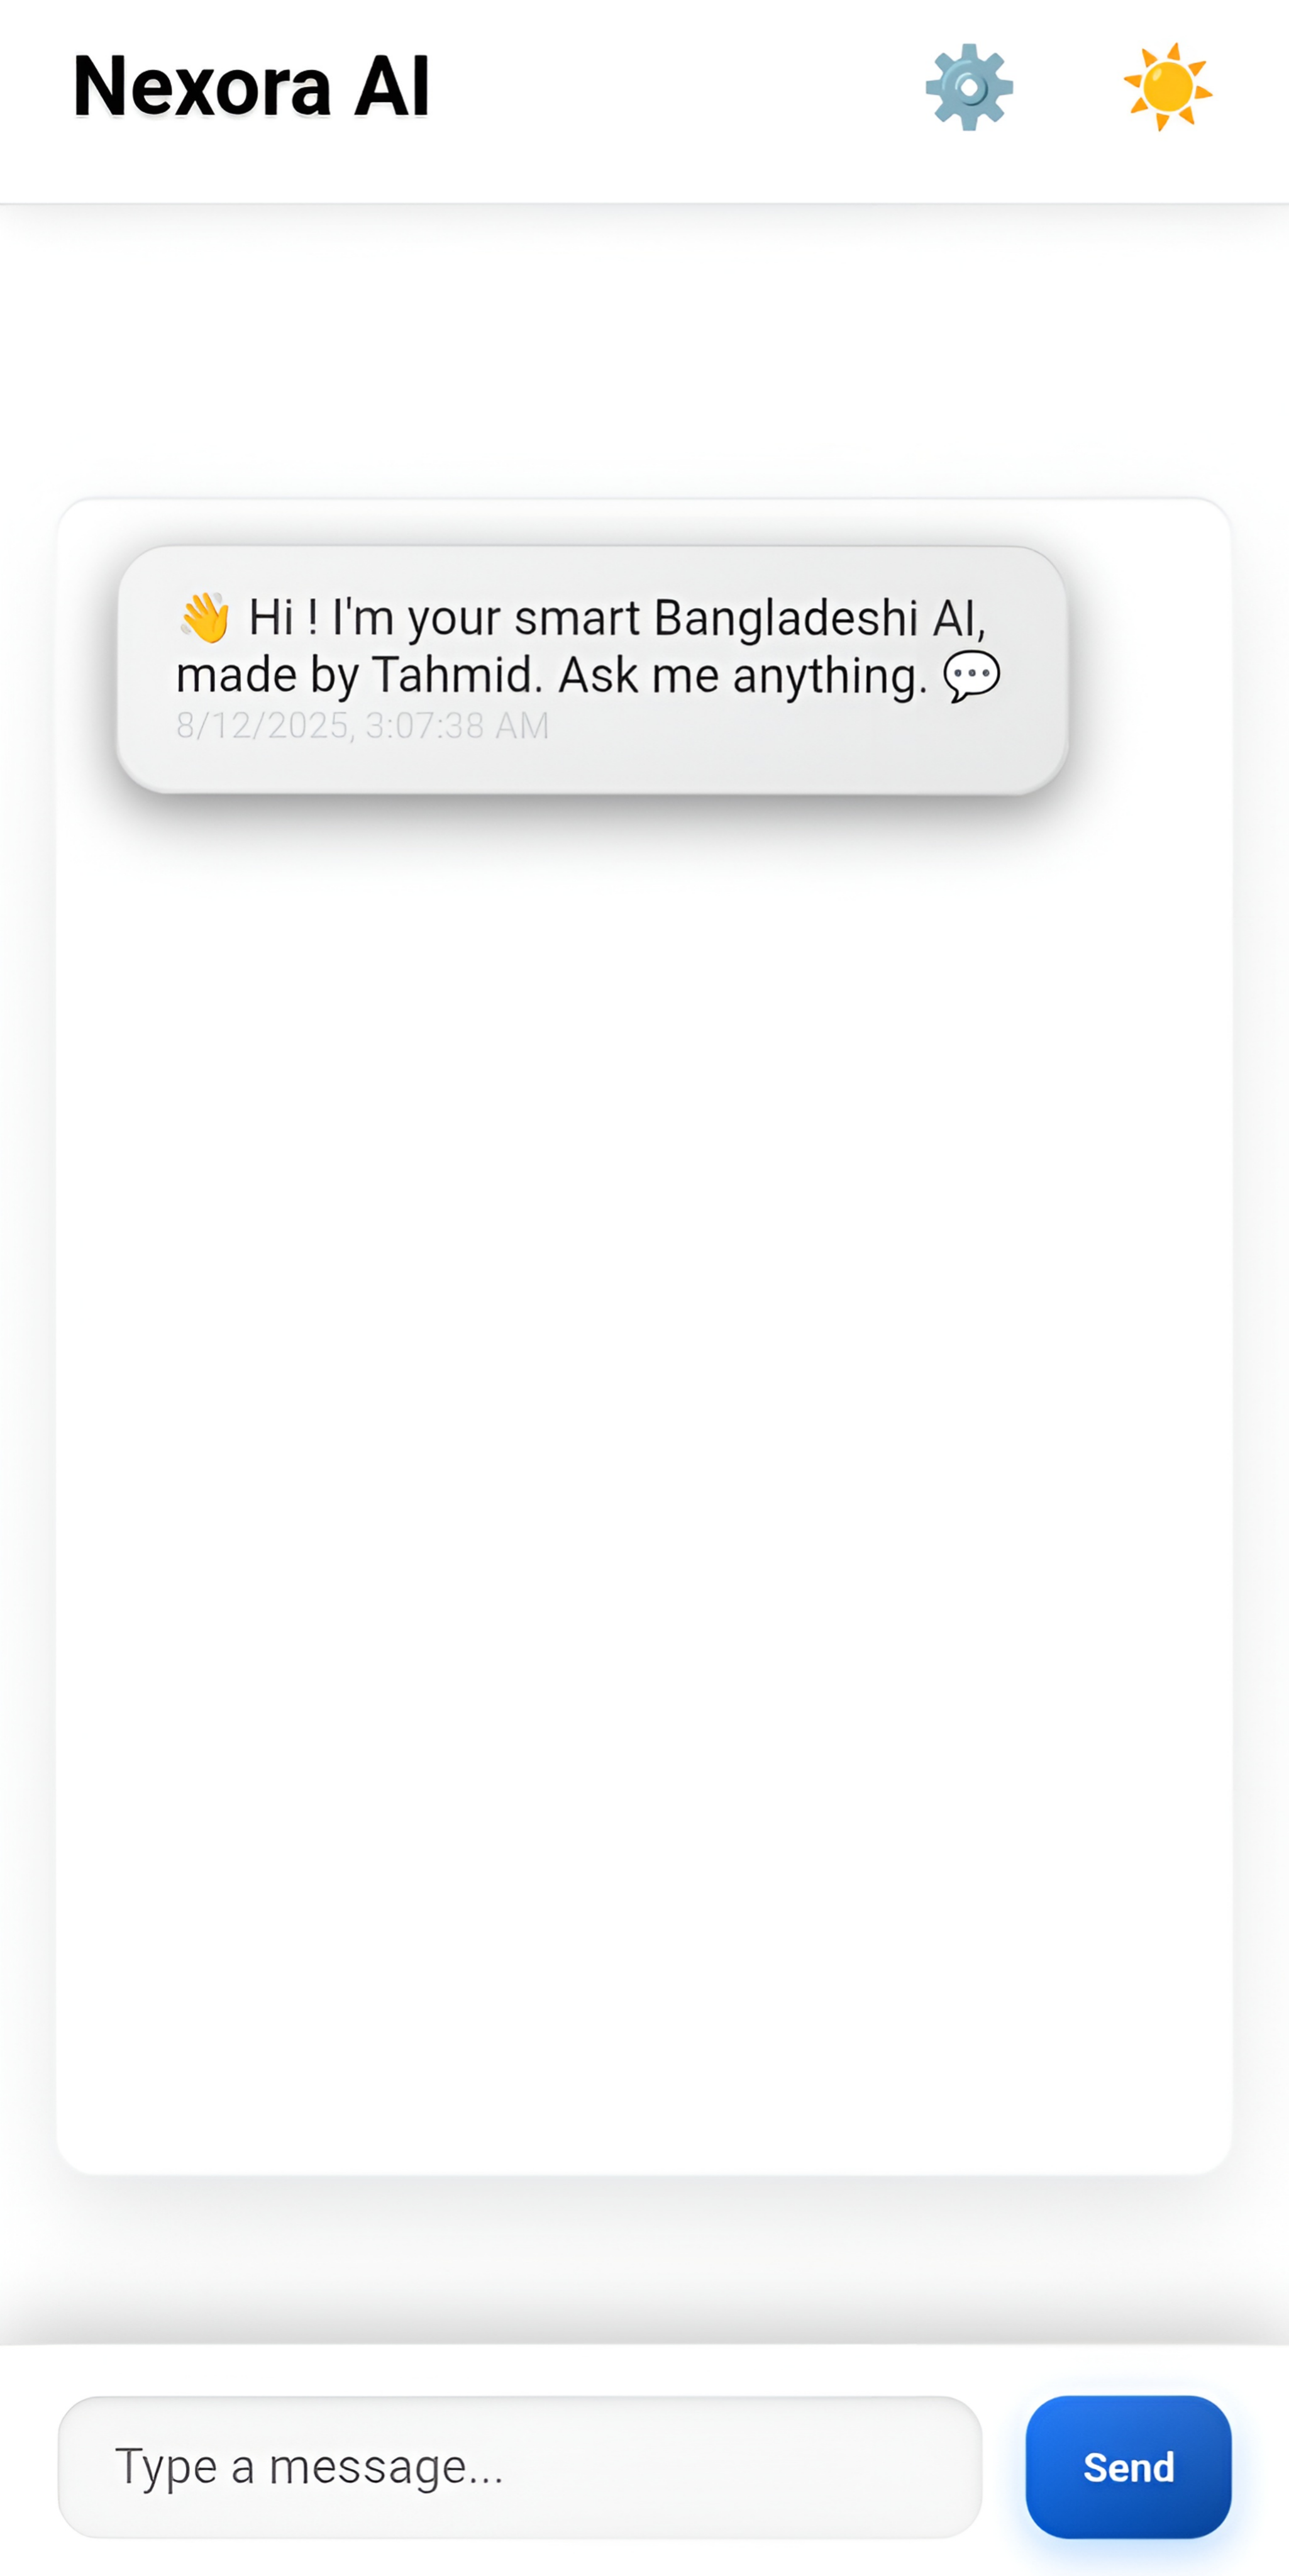 Nexora AI
👋 Hi ! I'm your smart Bangladeshi AI,
made by Tahmid. Ask me anything. 💬
8/12/2025, 3:07:38 AM
Type a message...
Send